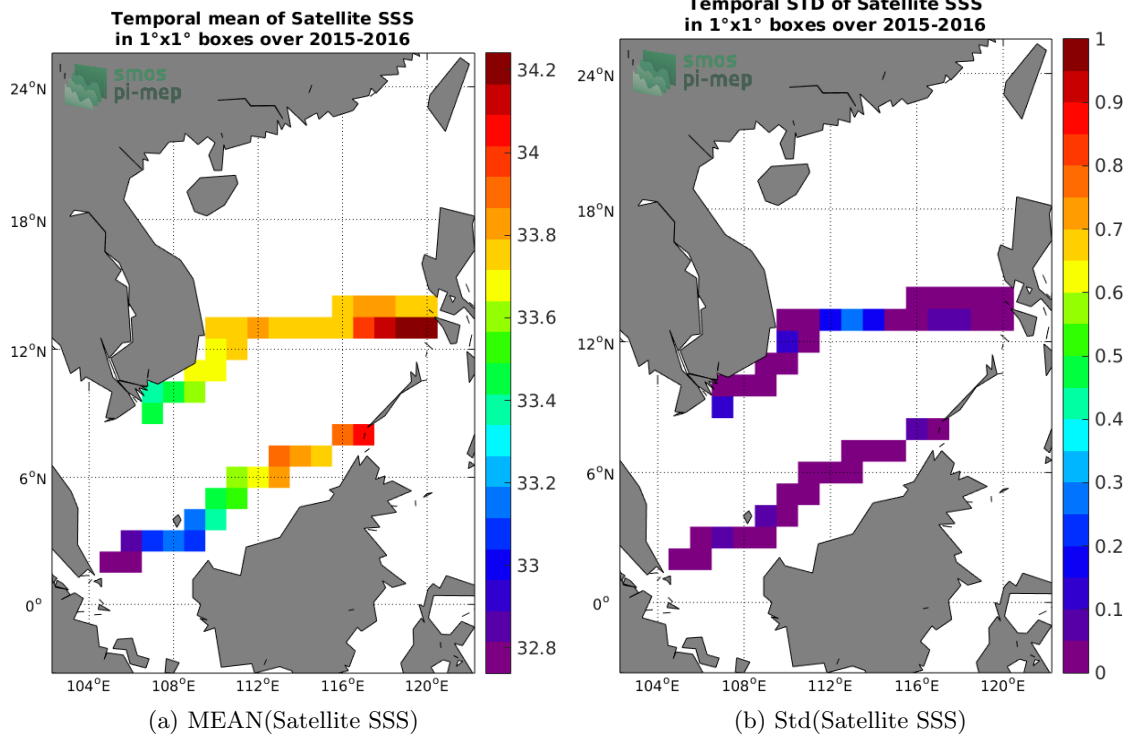 Temporal mean of Satellite SSS
in 1°x1° boxes over 2015-2016
smos
pi-mep
24°N
18°N
12°N
6°N
0°
104°E
108°E
112°E
116°E
120°E
34.2
34
33.8
33.6
33.4
33.2
33
32.8
(a) MEAN(Satellite SSS)
Temporal STD of Satellite SSS
in 1°x1° boxes over 2015-2016
smos
pi-mep
24°N
18°N
12°N
6°N
0°
104°E
108°E
112°E
116°E
120°E
1
0.9
0.8
0.7
0.6
0.5
0.4
0.3
0.2
0.1
0
(b) Std(Satellite SSS)